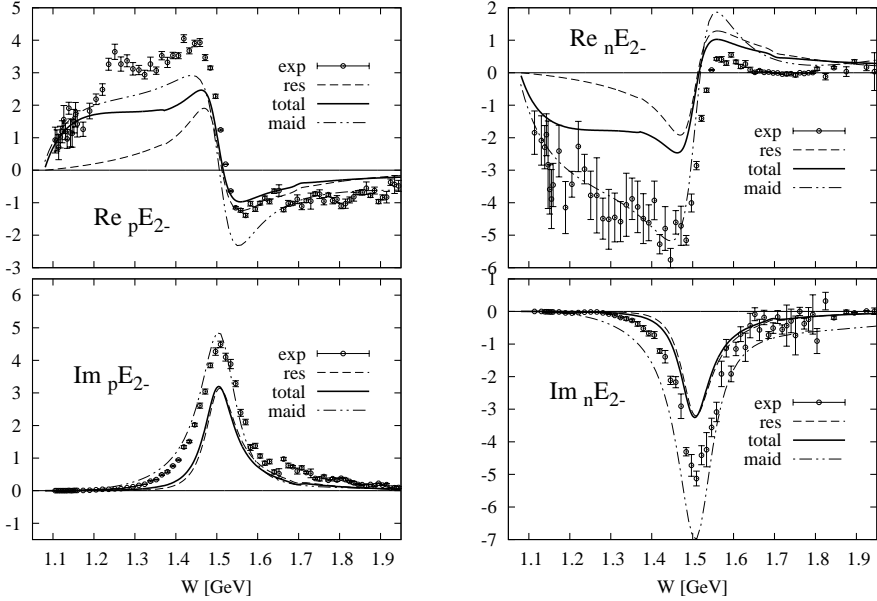 5
4
3
2
1
0
-1
-2
-3
exp
res
total
maid
Re pE2-
2
1
0
-1
-2
-3
-4
-5
-6
Re nE2-
exp
res
total
maid
6
5
4
3
2
1
0
-1
Im pE2-
exp
res
total
maid
1.1 1.2 1.3 1.4 1.5 1.6 1.7 1.8 1.9
W [GeV]
1
0
-1
-2
-3
-4
-5
-6
-7
Im nE2-
exp
res
total
maid
1.1 1.2 1.3 1.4 1.5 1.6 1.7 1.8 1.9
W [GeV]